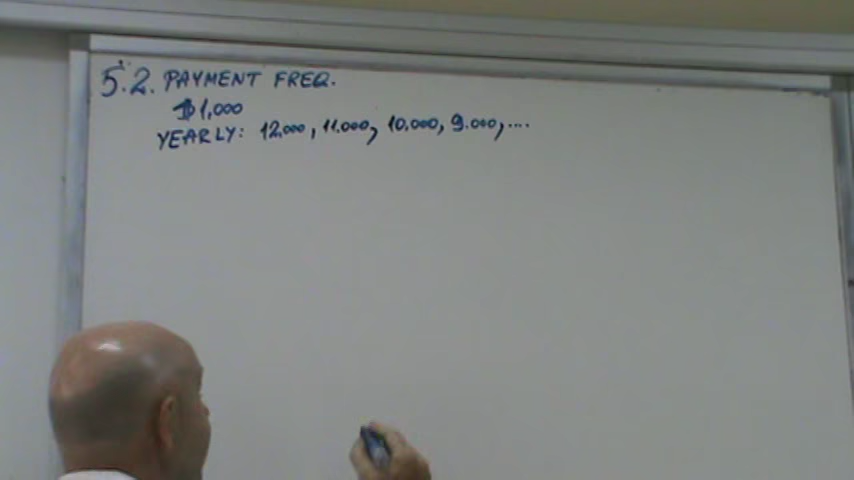 5.2. PAYMENT FREQ.
$1,000
YEARLY: 12.000, 11.000, 10.000, 9.000, ....